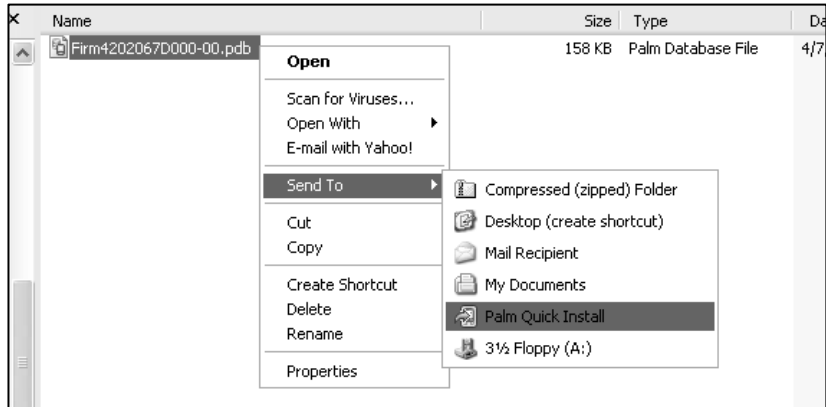 Name Size Type Da
Firm4202067D000-00.pdb 158 KB Palm Database File 4/7/
Open
Scan for Viruses...
Open With
E-mail with Yahoo!
Send To
Cut
Copy
Create Shortcut
Delete
Rename
Properties
Compressed (zipped) Folder
Desktop (create shortcut)
Mail Recipient
My Documents
Palm Quick Install
3½ Floppy (A:)